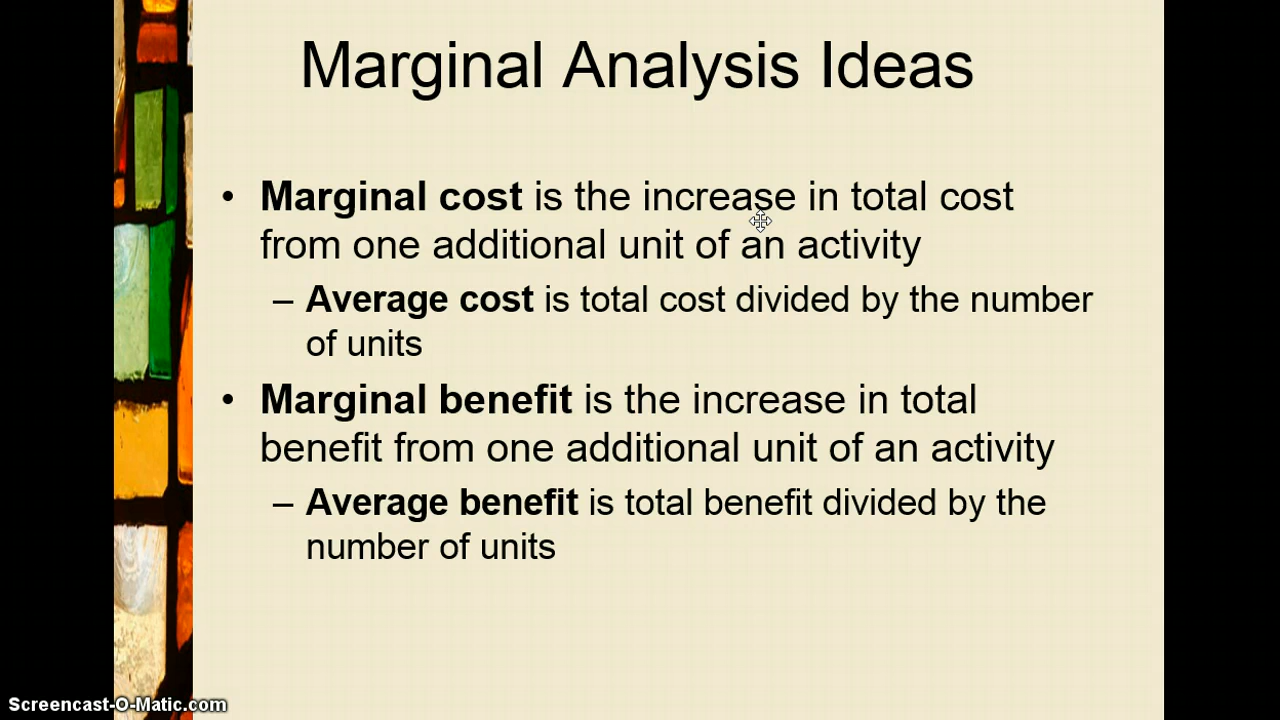 Marginal Analysis Ideas
• Marginal cost is the increase in total cost
from one additional unit of an activity
– Average cost is total cost divided by the number
of units
• Marginal benefit is the increase in total
benefit from one additional unit of an activity
– Average benefit is total benefit divided by the
number of units
Screencast-O-Matic.com